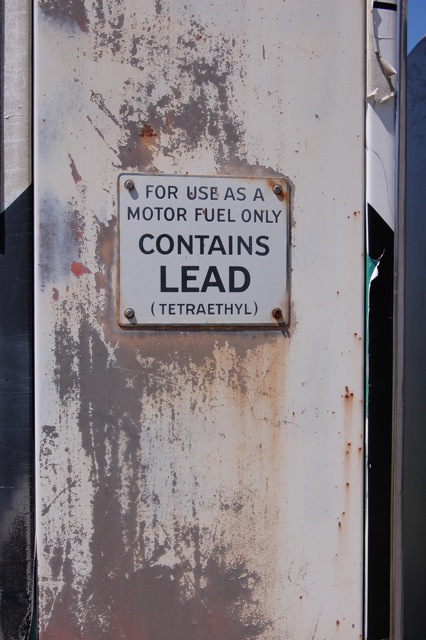 FOR USE AS A
MOTOR FUEL ONLY
CONTAINS
LEAD
(TETRAETHYL)